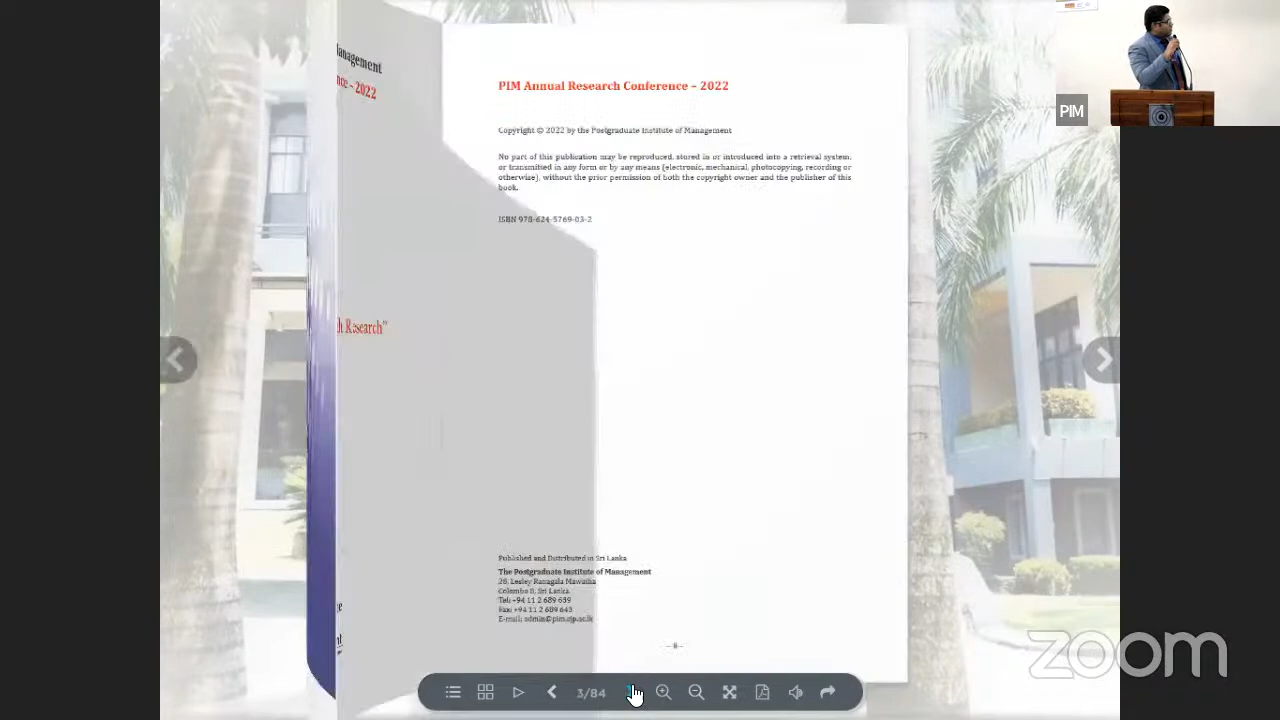 anagement
nce - 2022
h Research"
PIM Annual Research Conference – 2022
Copyright © 2022 by the Postgraduate Institute of Management
No part of this publication may be reproduced, stored in or introduced into a retrieval system,
or transmitted in any form or by any means (electronic, mechanical, photocopying, recording or
otherwise), without the prior permission of both the copyright owner and the publisher of this
book.
ISBN 978-624-5769-03-2
Published and Distributed in Sri Lanka
The Postgraduate Institute of Management
28, Lesley Ranagala Mawatha
Colombo 8, Sri Lanka
Tel: +94 11 2 689 639
Fax: +94 11 2 689 643
E-mail: admin@pim.sjp.ac.lk
3/84
PIM
zoom